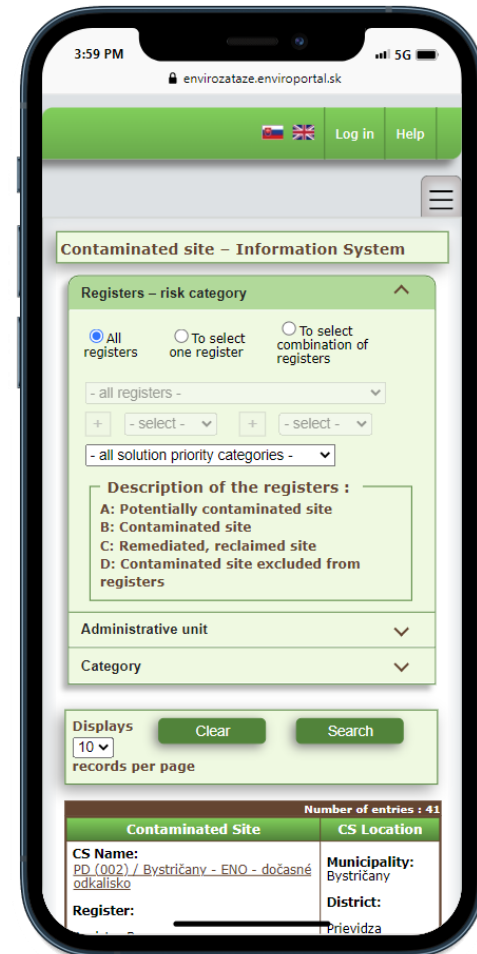 3:59 PM
5G
envirozataze.enviroportal.sk
Log in
Help
Contaminated site – Information System
Registers – risk category
All registers
To select one register
To select combination of registers
- all registers -
+
- select -
+
- select -
- all solution priority categories -
Description of the registers :
A: Potentially contaminated site
B: Contaminated site
C: Remediated, reclaimed site
D: Contaminated site excluded from
registers
Administrative unit
Category
Displays
10
records per page
Clear
Search
Number of entries : 41
Contaminated Site
CS Location
CS Name:
PD (002) / Bystričany - ENO - dočasné
odkalisko
Register:
Municipality:
Bystričany
District:
Prievidza